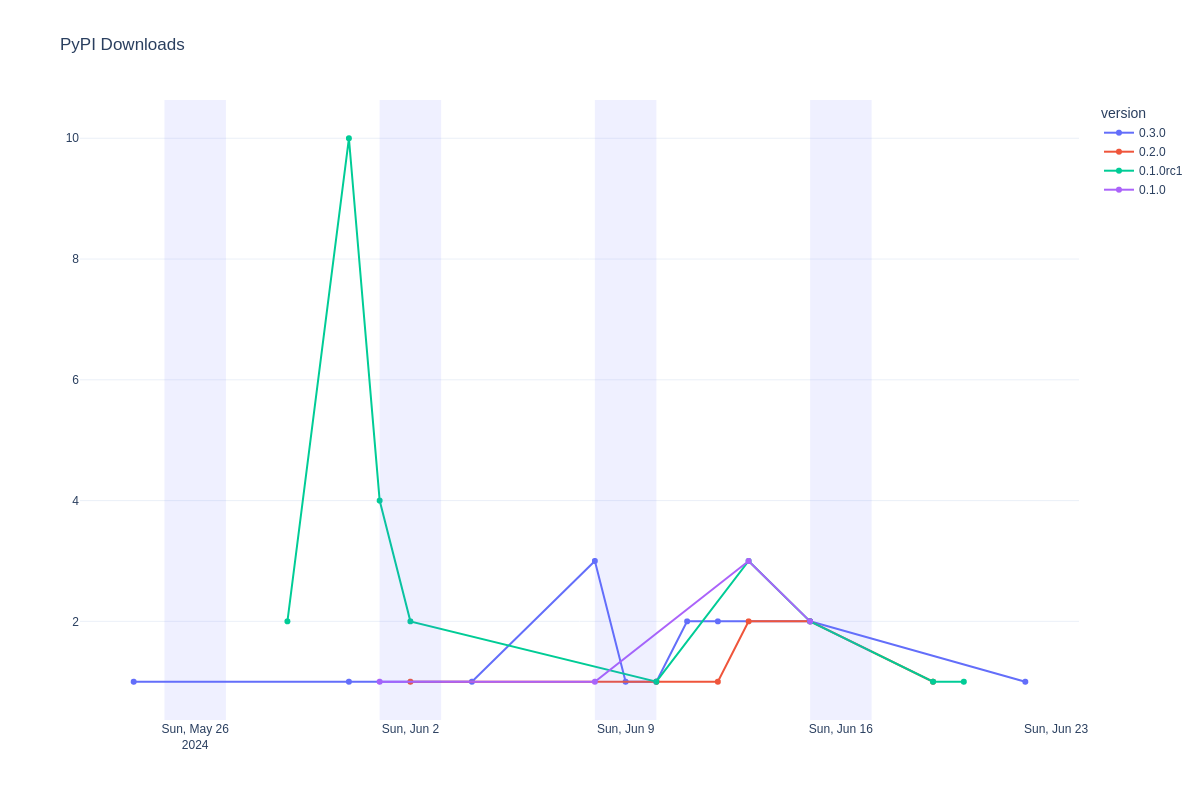 PyPI Downloads
version
0.3.0
0.2.0
0.1.0rc1
0.1.0
10
8
6
4
2
Sun, May 26
2024
Sun, Jun 2
Sun, Jun 9
Sun, Jun 16
Sun, Jun 23